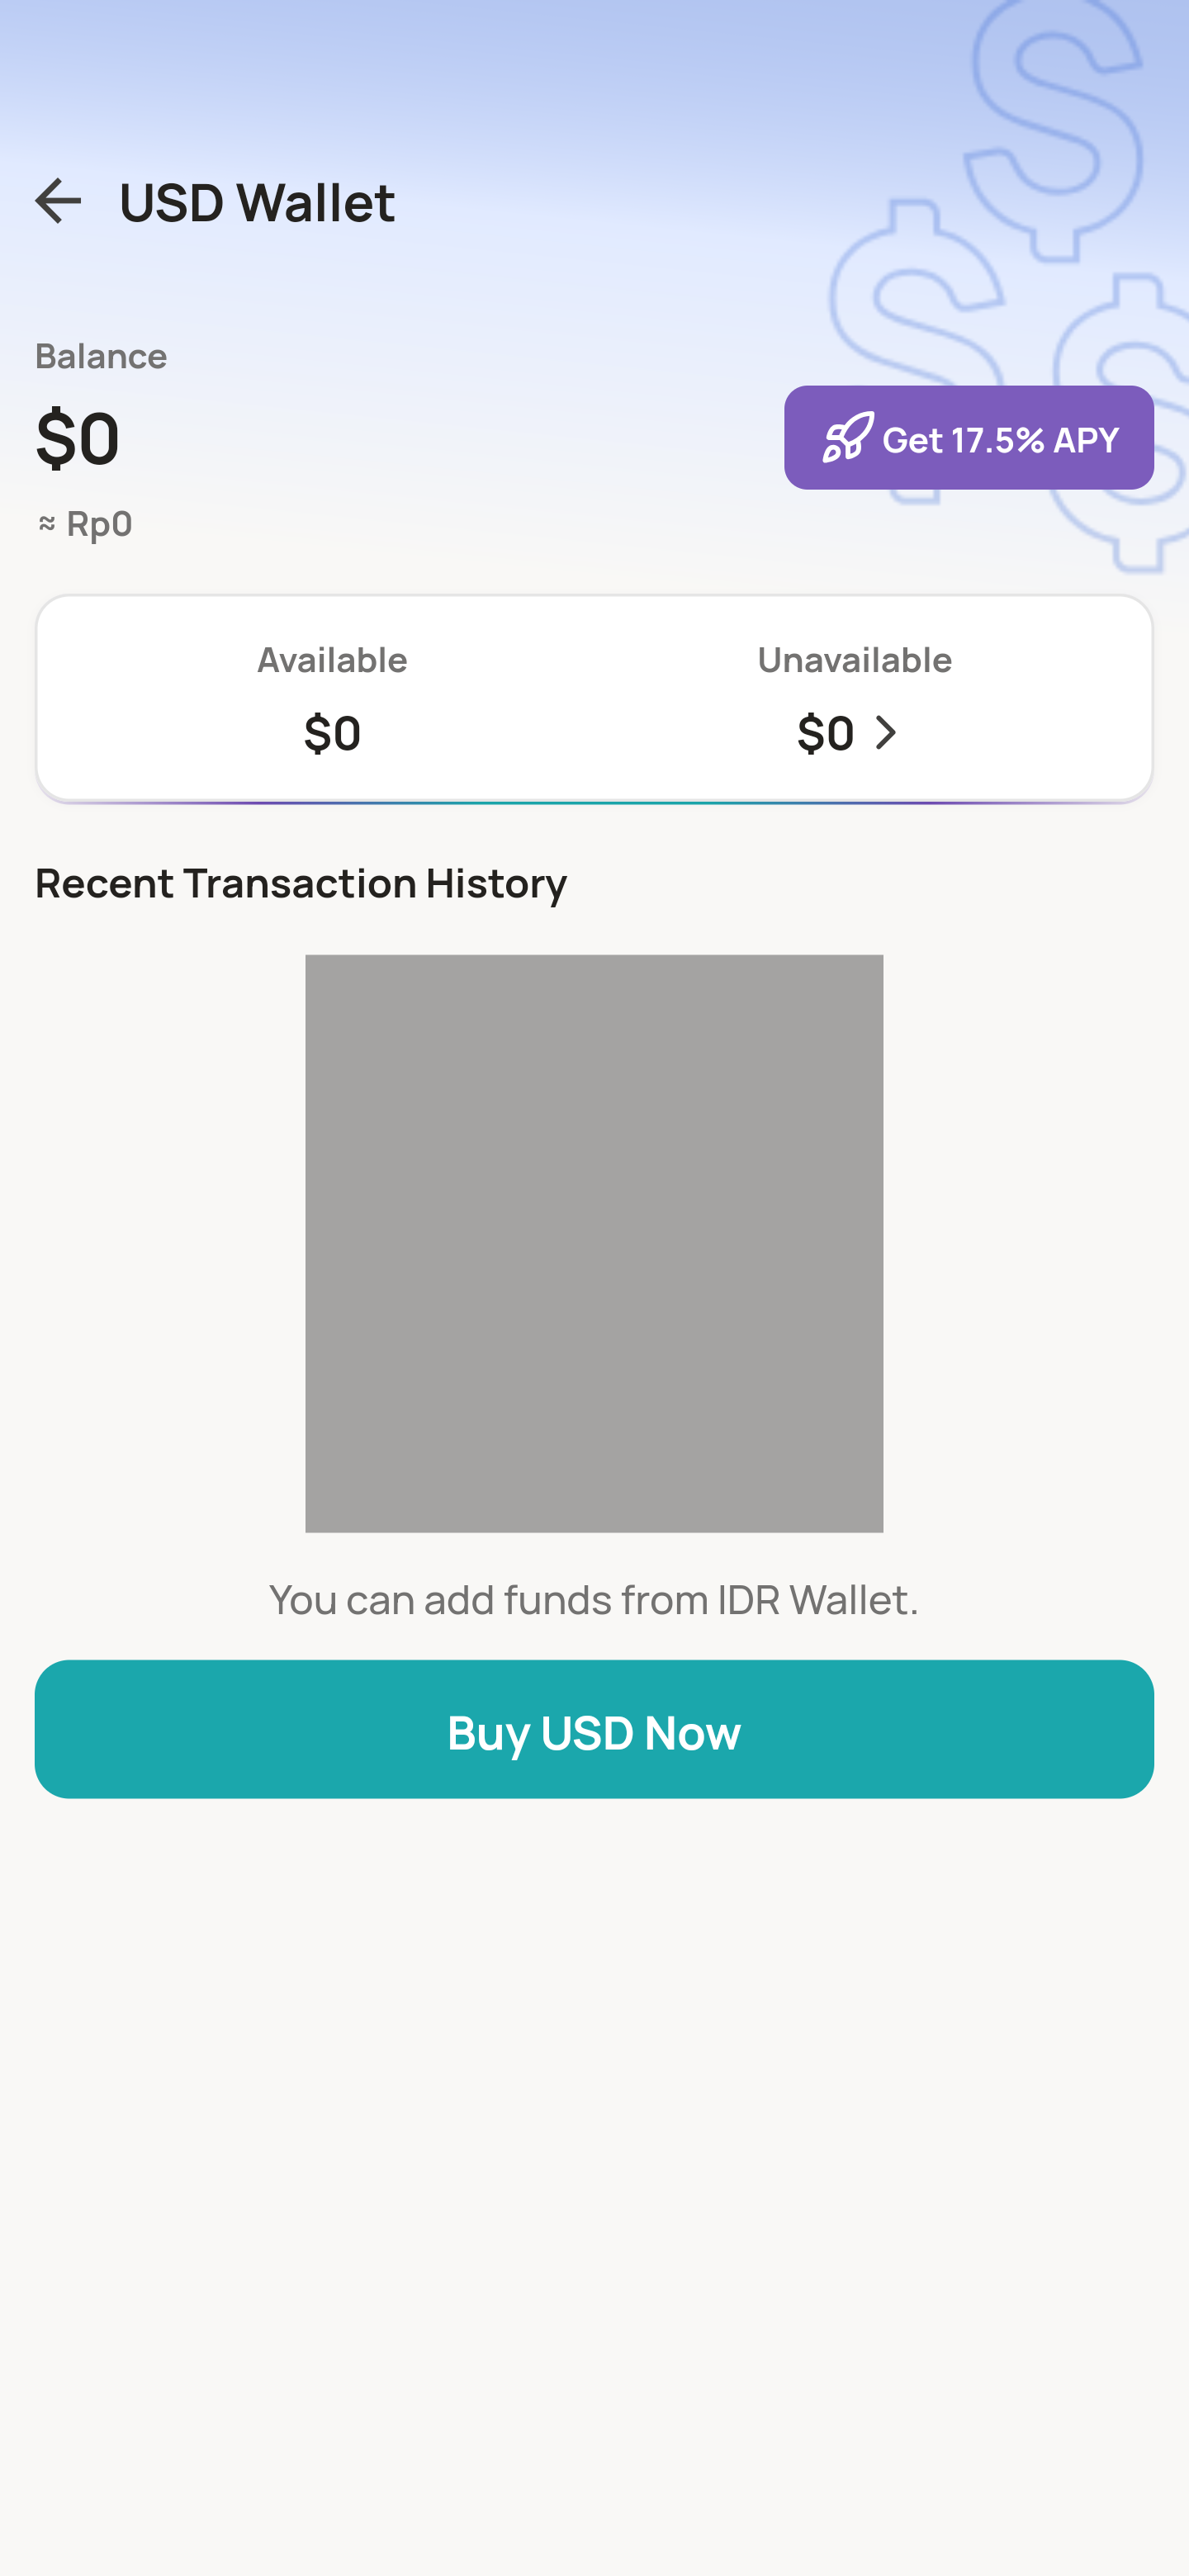 USD Wallet
Balance
$0
Get 17.5% APY
≈ Rp0
Available
Unavailable
$0
$0
Recent Transaction History
You can add funds from IDR Wallet.
Buy USD Now